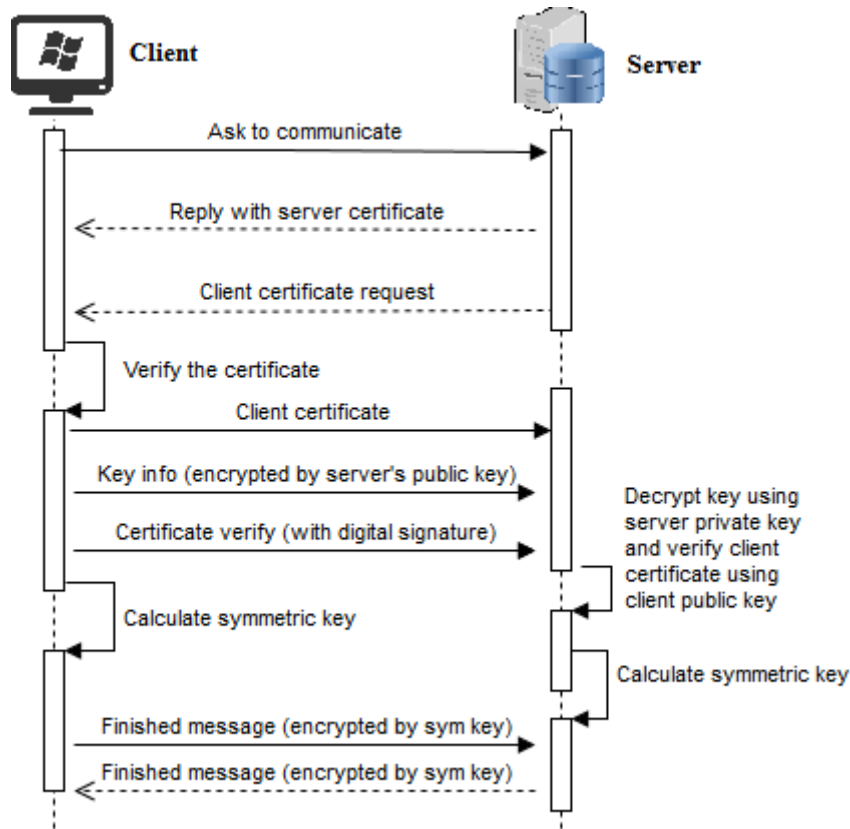 Client
Server
Ask to communicate
Reply with server certificate
Client certificate request
Verify the certificate
Client certificate
Key info (encrypted by server's public key)
Certificate verify (with digital signature)
Decrypt key using
server private key
and verify client
certificate using
client public key
Calculate symmetric key
Calculate symmetric key
Finished message (encrypted by sym key)
Finished message (encrypted by sym key)